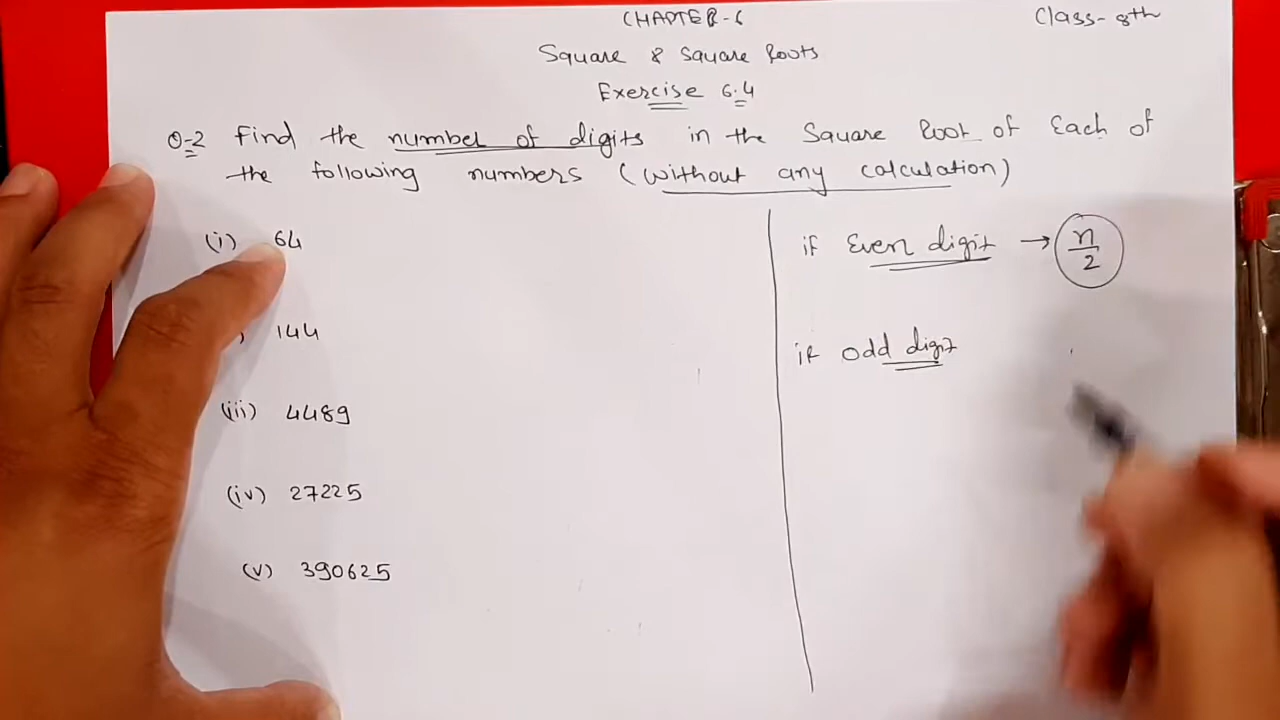 CHAPTER-6
Class-8th
Square & Square Roots
Exercise 6.4
Q-2 Find the number of digits in the Square Root of Each of
the following numbers (without any calculation)
(i) 64
) 144
(iii) 4489
(iv) 27225
(v) 390625
if Even digit → n/2
if odd digit